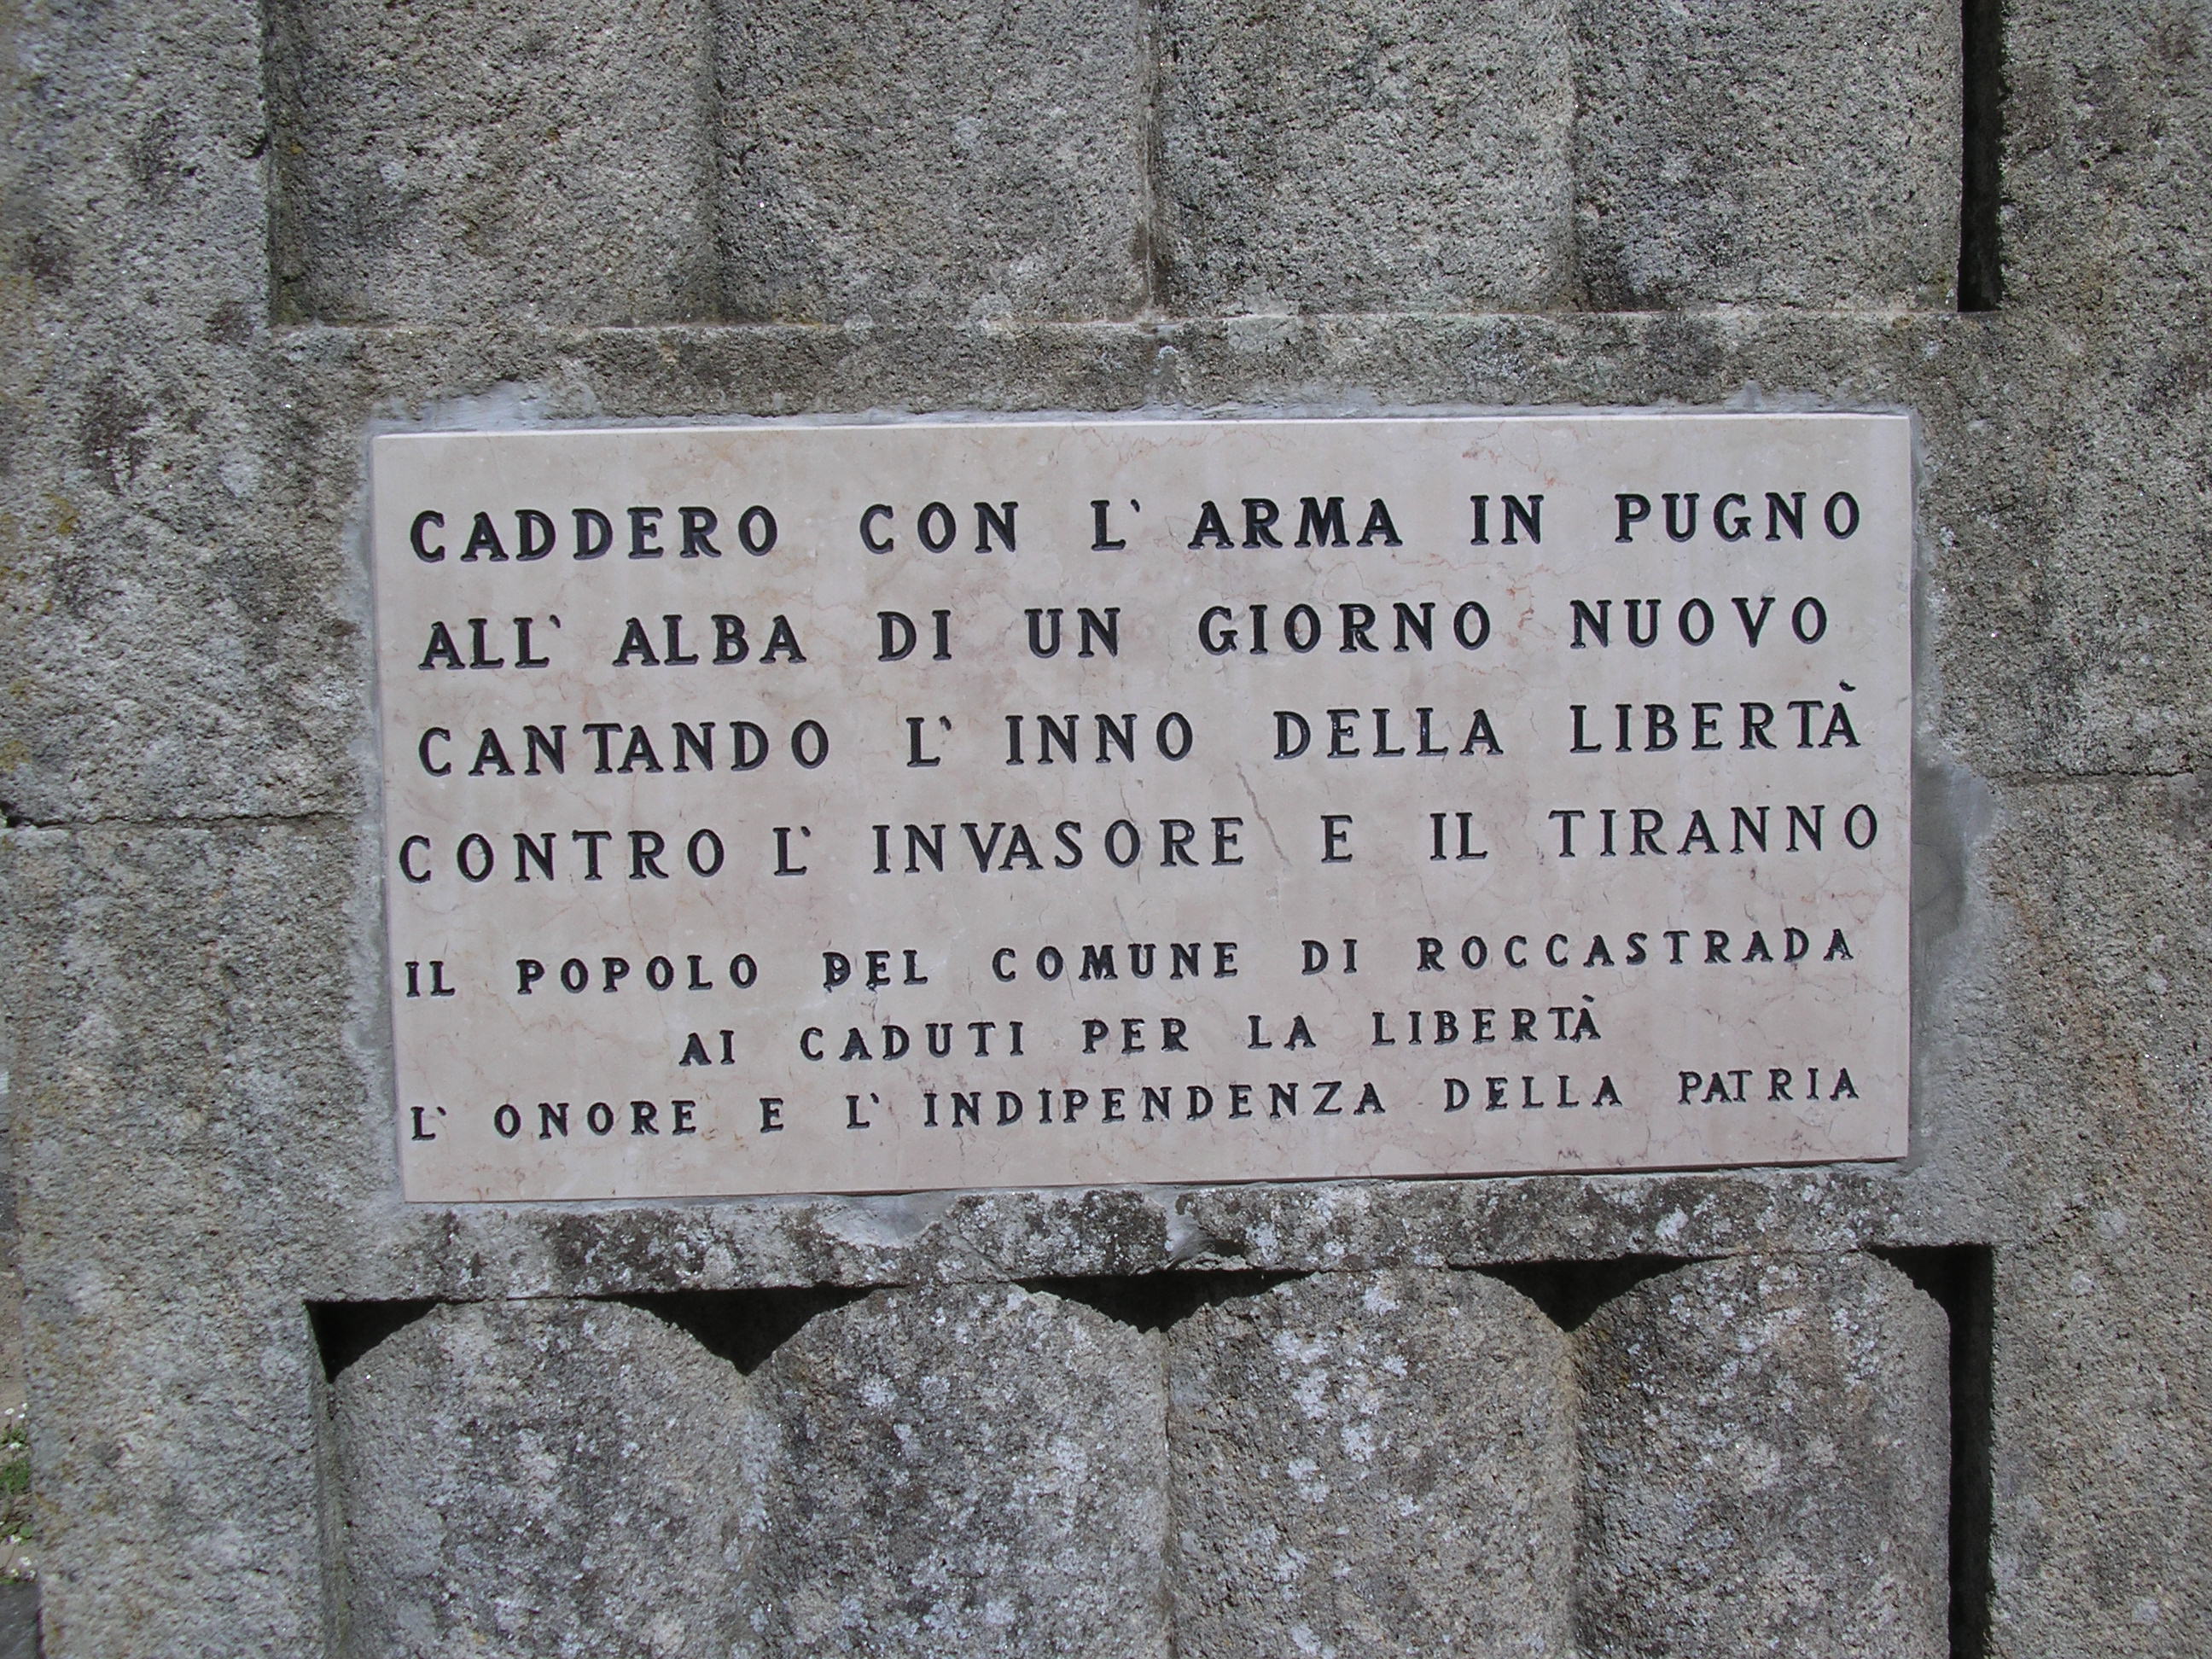 CADDERO CON L' ARMA IN PUGNO
ALL' ALBA DI UN GIORNO NUOVO
CANTANDO L' INNO DELLA LIBERTÀ
CONTRO L' INVASORE E IL TIRANNO
IL POPOLO DEL COMUNE DI ROCCASTRADA
AI CADUTI PER LA LIBERTÀ
L' ONORE E L' INDIPENDENZA DELLA PATRIA